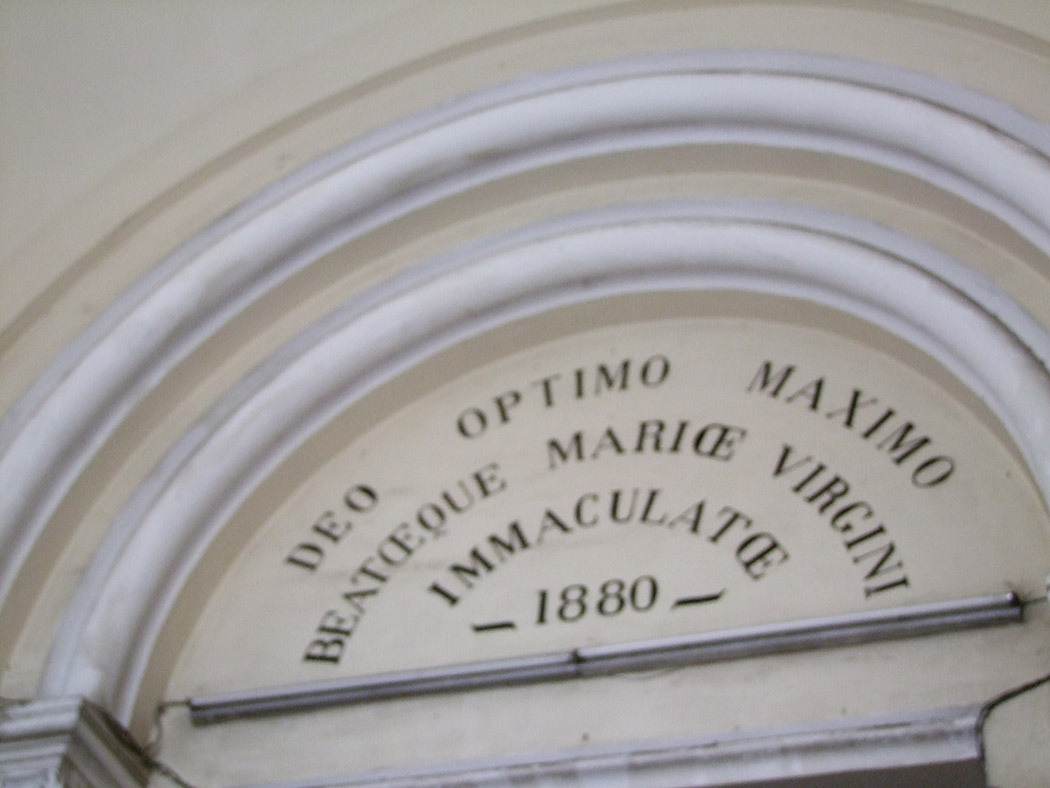 DEO OPTIMO MAXIMO
BEATŒQUE MARIŒ VIRGINI
IMMACULATŒ
— 1880 —